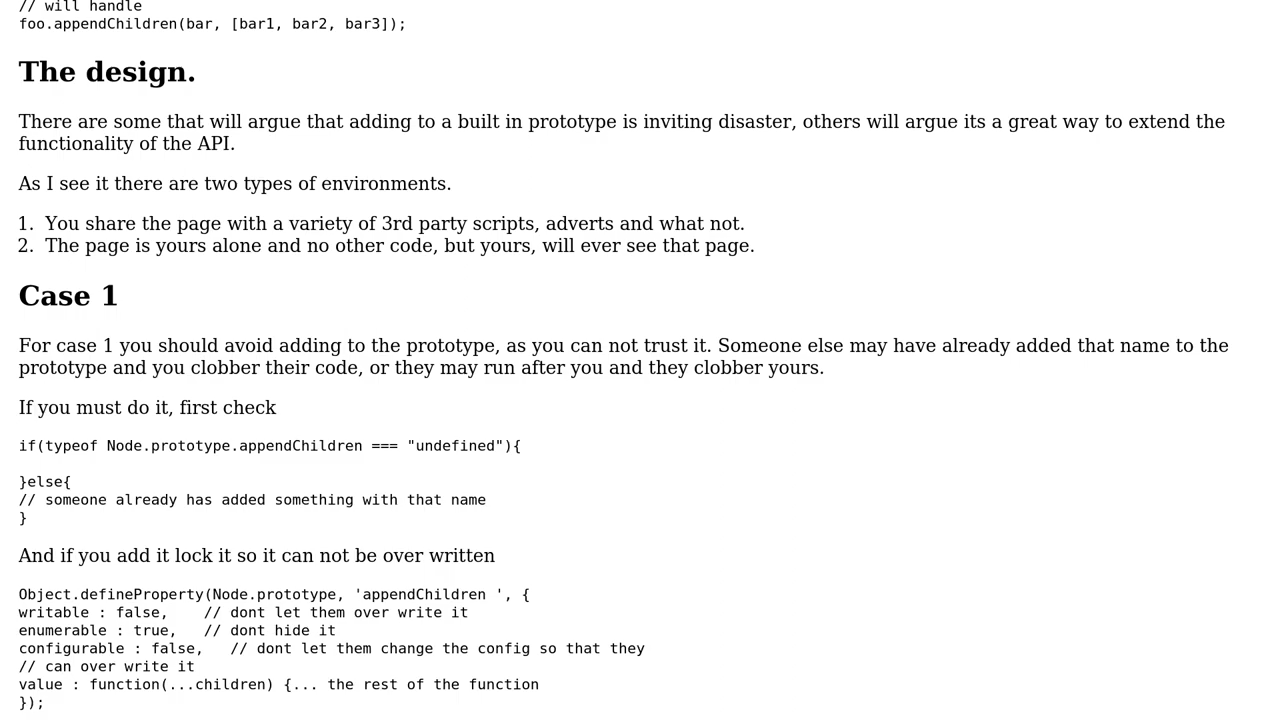 // will handle
foo.appendChildren(bar, [bar1, bar2, bar3]);
The design.
There are some that will argue that adding to a built in prototype is inviting disaster, others will argue its a great way to extend the
functionality of the API.
As I see it there are two types of environments.
1. You share the page with a variety of 3rd party scripts, adverts and what not.
2. The page is yours alone and no other code, but yours, will ever see that page.
Case 1
For case 1 you should avoid adding to the prototype, as you can not trust it. Someone else may have already added that name to the
prototype and you clobber their code, or they may run after you and they clobber yours.
If you must do it, first check
if(typeof Node.prototype.appendChildren === "undefined"){
}else{
// someone already has added something with that name
}
And if you add it lock it so it can not be over written
Object.defineProperty(Node.prototype, 'appendChildren ', {
writable : false,    // dont let them over write it
enumerable : true,   // dont hide it
configurable : false,   // dont let them change the config so that they
// can over write it
value : function(...children) {... the rest of the function
});